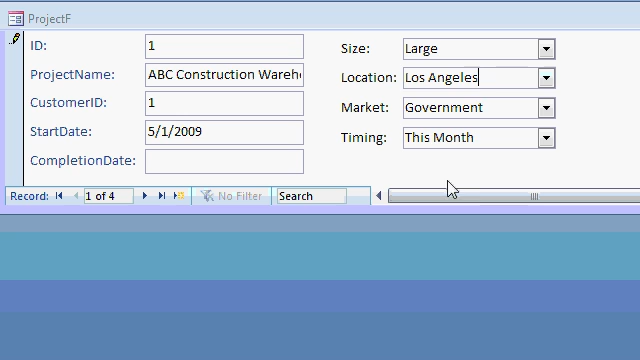 ProjectF
ID: 1
ProjectName: ABC Construction
CustomerID: 1
StartDate: 5/1/2009
CompletionDate:
Size: Large
Location: Los Angeles
Market: Government
Timing: This Month
Record: 1 of 4 No Filter Search